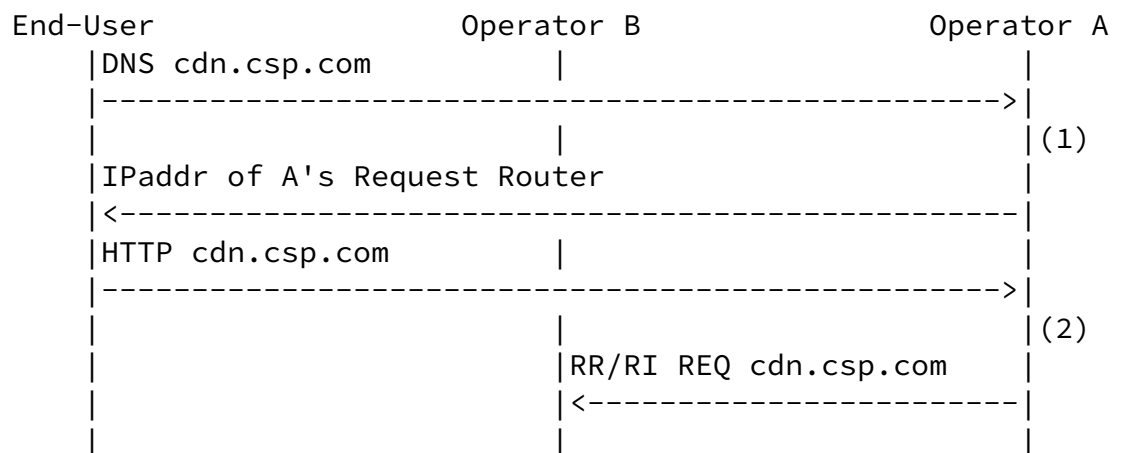 End-User Operator B Operator A
|DNS cdn.csp.com | |
|-------------------------------------------------->|
| | |(1)
|IPaddr of A's Request Router |
|<--------------------------------------------------|
|HTTP cdn.csp.com | |
|-------------------------------------------------->|
| | |(2)
| |RR/RI REQ cdn.csp.com |
| |<------------------------|
| | |